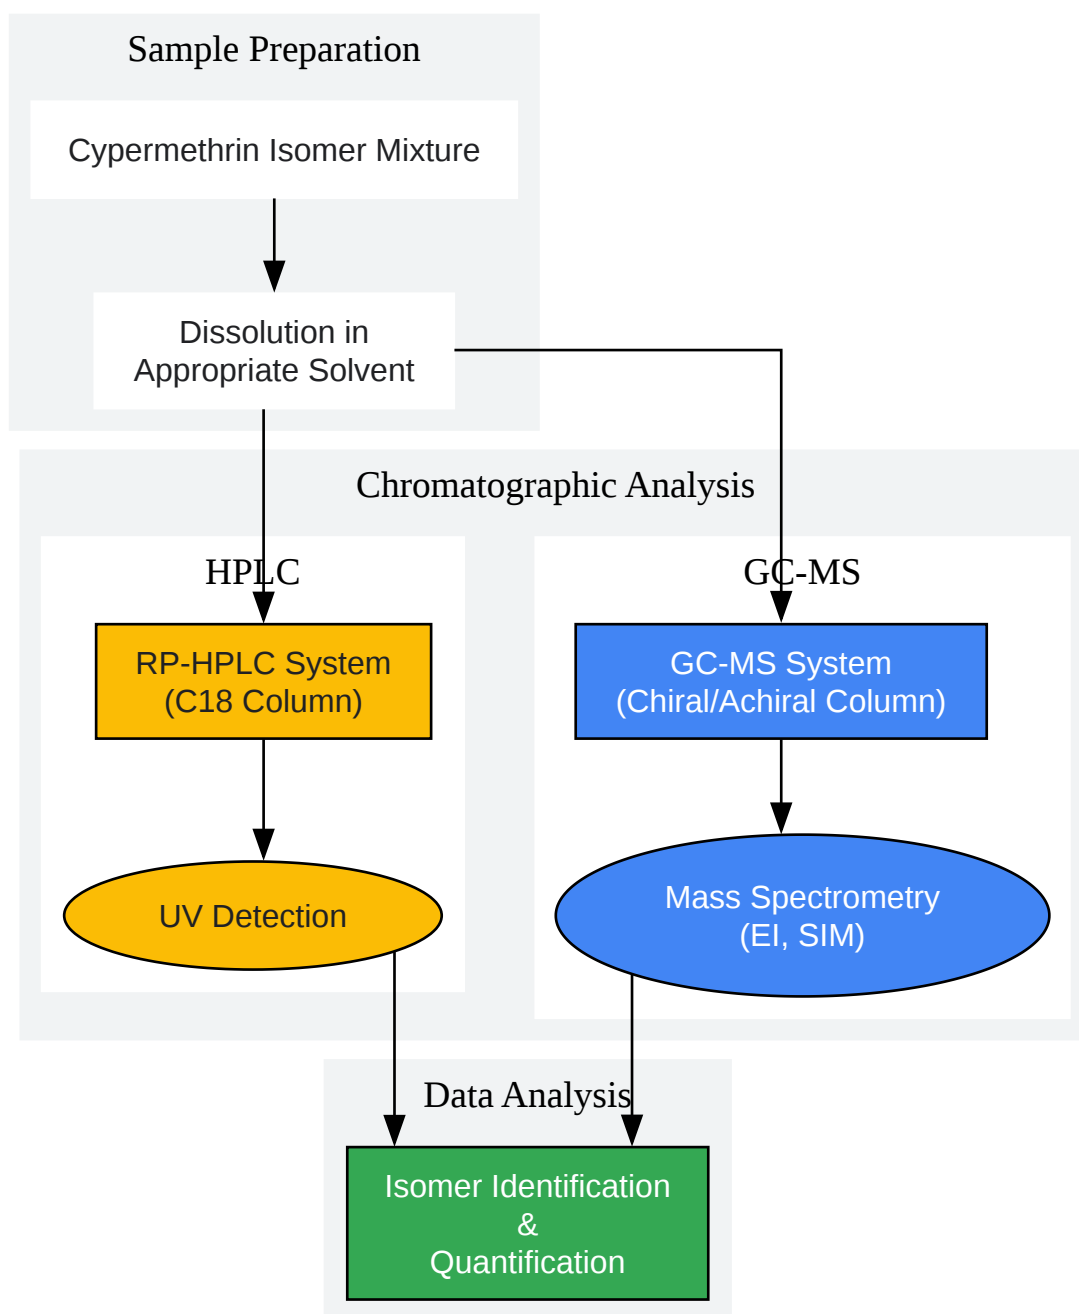 Sample Preparation
Cypermethrin Isomer Mixture
Dissolution in
Appropriate Solvent
Chromatographic Analysis
HPLC
RP-HPLC System
(C18 Column)
UV Detection
GC-MS
GC-MS System
(Chiral/Achiral Column)
Mass Spectrometry
(EI, SIM)
Data Analysis
Isomer Identification
&
Quantification